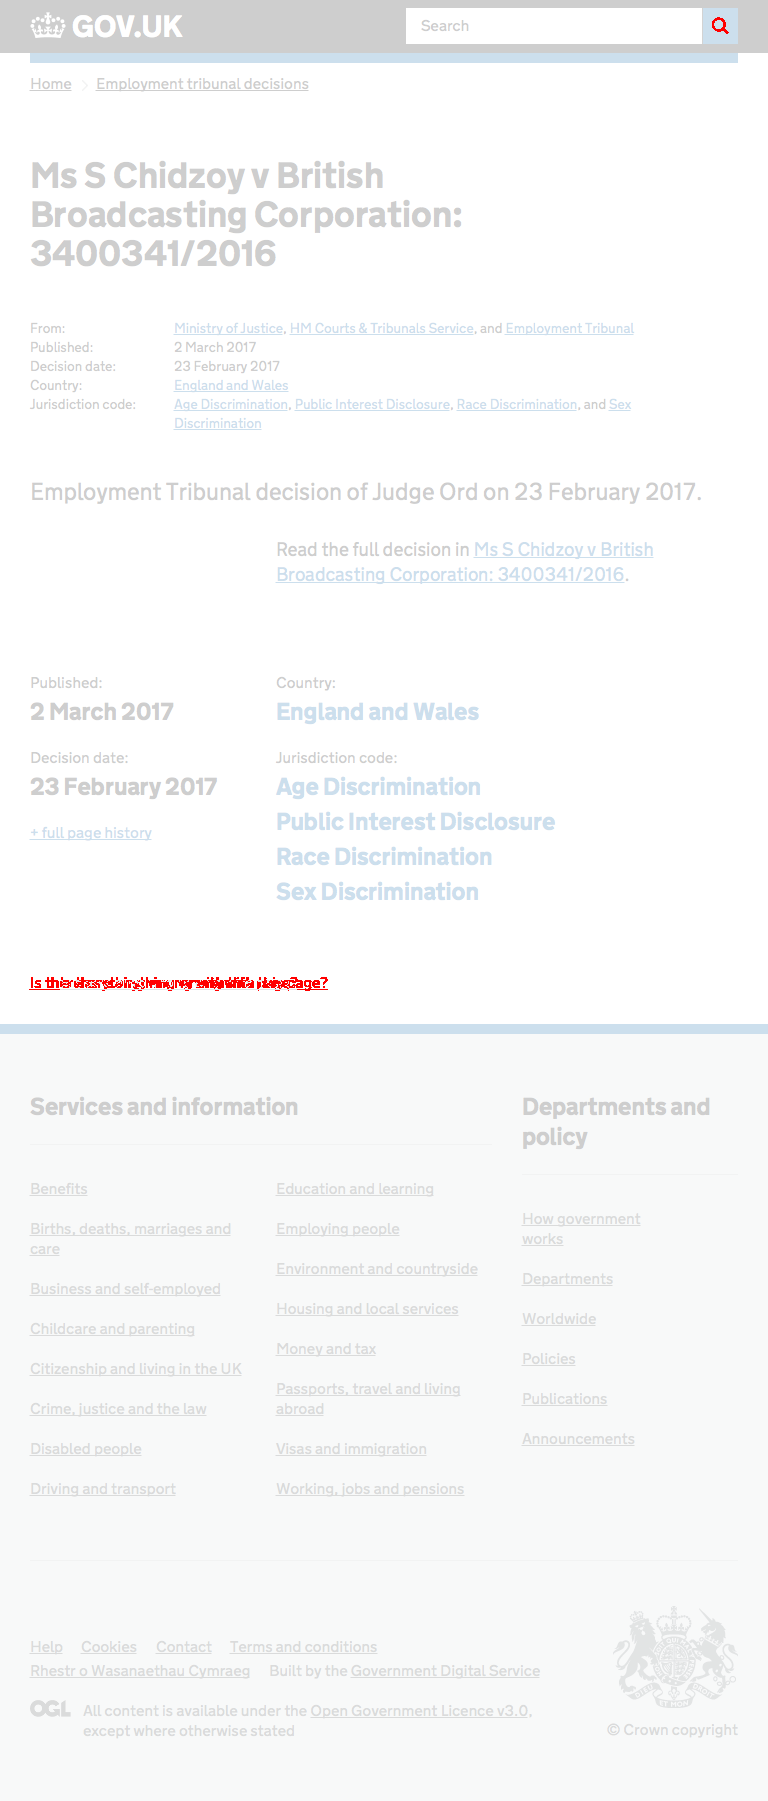 GOV.UK
Search
Home
Employment tribunal decisions
Ms S Chidzoy v British
Broadcasting Corporation:
3400341/2016
From: Ministry of Justice, HM Courts & Tribunals Service, and Employment Tribunal
Published: 2 March 2017
Decision date: 23 February 2017
Country: England and Wales
Jurisdiction code: Age Discrimination, Public Interest Disclosure, Race Discrimination, and Sex
Discrimination
Employment Tribunal decision of Judge Ord on 23 February 2017.
Read the full decision in Ms S Chidzoy v British
Broadcasting Corporation: 3400341/2016.
Published:
2 March 2017
Decision date:
23 February 2017
+ full page history
Country:
England and Wales
Jurisdiction code:
Age Discrimination
Public Interest Disclosure
Race Discrimination
Sex Discrimination
Services and information
Benefits
Births, deaths, marriages and
care
Business and self-employed
Childcare and parenting
Citizenship and living in the UK
Crime, justice and the law
Disabled people
Driving and transport
Education and learning
Employing people
Environment and countryside
Housing and local services
Money and tax
Passports, travel and living
abroad
Visas and immigration
Working, jobs and pensions
Departments and
policy
How government
works
Departments
Worldwide
Policies
Publications
Announcements
Help Cookies Contact Terms and conditions
Rhestr o Wasanaethau Cymraeg Built by the Government Digital Service
OGL All content is available under the Open Government Licence v3.0,
except where otherwise stated
© Crown copyright